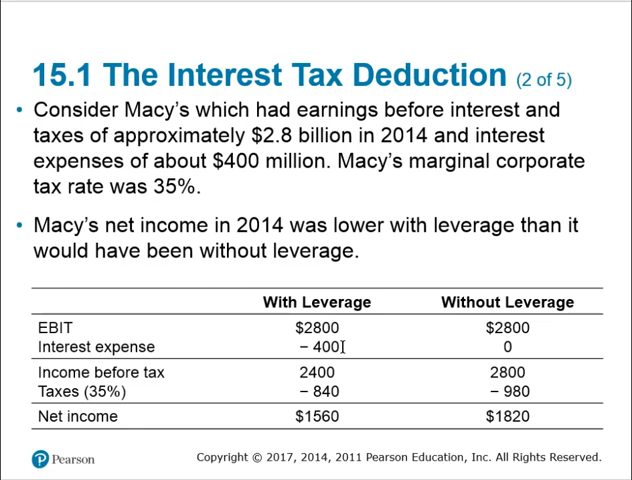 15.1 The Interest Tax Deduction (2 of 5)
• Consider Macy's which had earnings before interest and
taxes of approximately $2.8 billion in 2014 and interest
expenses of about $400 million. Macy's marginal corporate
tax rate was 35%.
• Macy's net income in 2014 was lower with leverage than it
would have been without leverage.
With Leverage Without Leverage
EBIT $2800 $2800
Interest expense − 400 0
Income before tax 2400 2800
Taxes (35%) − 840 − 980
Net income $1560 $1820
P Pearson
Copyright © 2017, 2014, 2011 Pearson Education, Inc. All Rights Reserved.